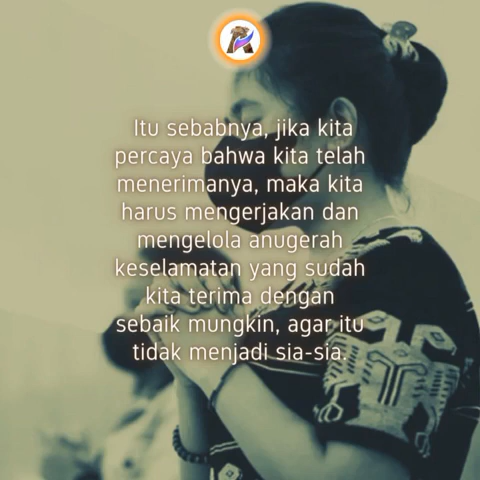 Itu sebabnya, jika kita
percaya bahwa kita telah
menerimanya, maka kita
harus mengerjakan dan
mengelola anugerah
keselamatan yang sudah
kita terima dengan
sebaik mungkin, agar itu
tidak menjadi sia-sia.